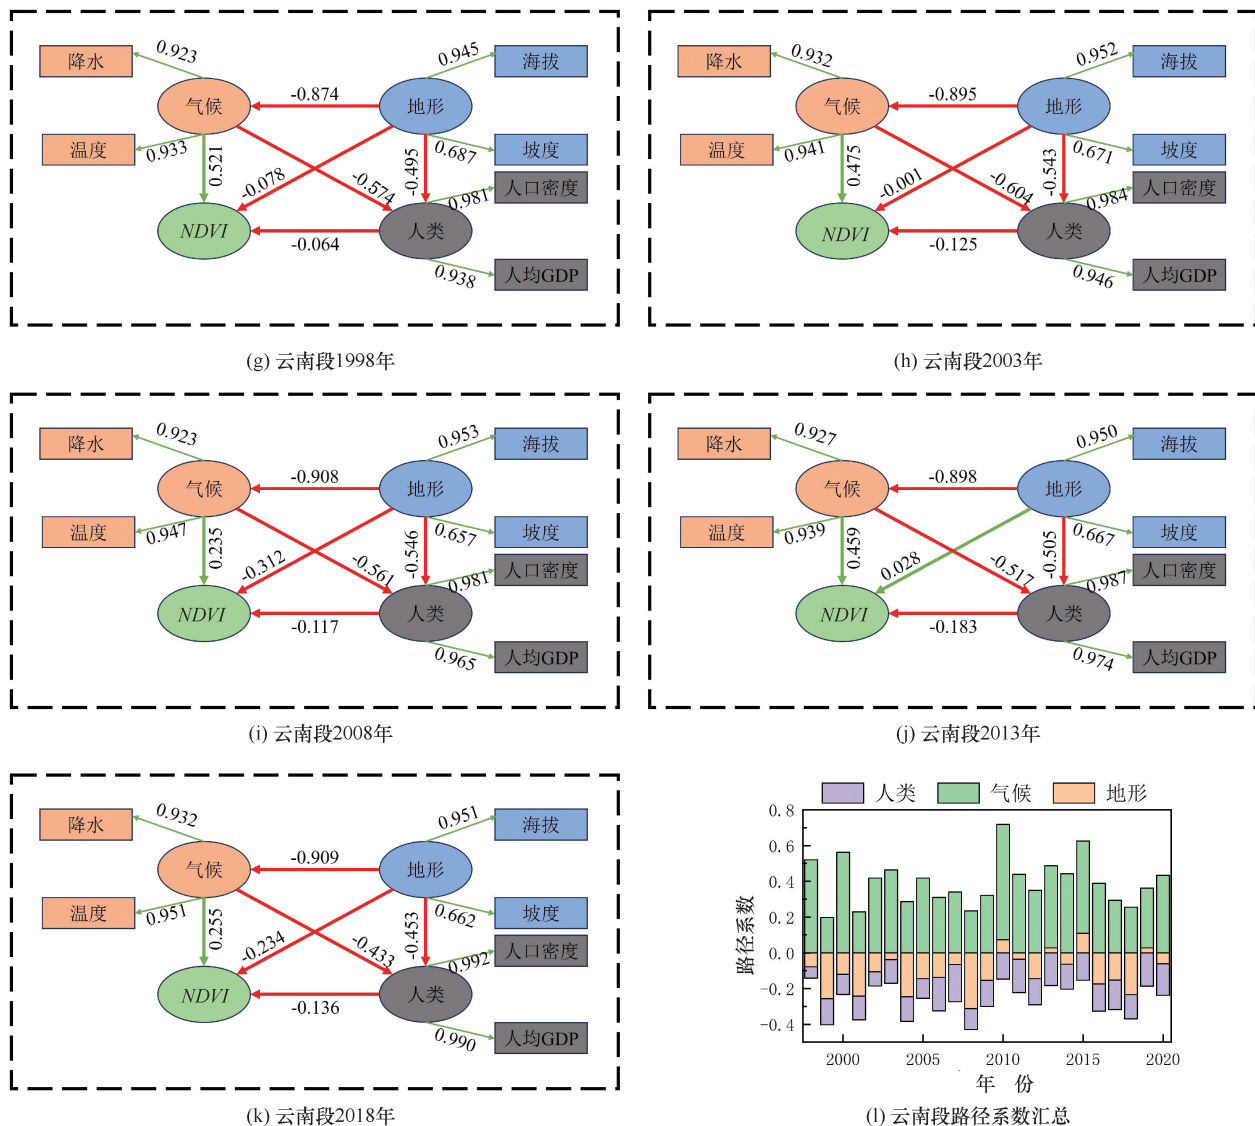 降水
0.923
0.945
海拔
气候
-0.874
地形
温度
0.933
0.521
-0.078
-0.574
-0.495
0.687
坡度
0.981
人口密度
NDVI
-0.064
人类
0.938
人均GDP
(g) 云南段1998年
降水
0.932
0.952
海拔
气候
-0.895
地形
温度
0.941
0.475
-0.001
-0.604
-0.543
0.671
坡度
0.984
人口密度
NDVI
-0.125
人类
0.946
人均GDP
(h) 云南段2003年
降水
0.923
0.953
海拔
气候
-0.908
地形
温度
0.947
0.235
-0.312
-0.561
-0.546
0.657
坡度
0.981
人口密度
NDVI
-0.117
人类
0.965
人均GDP
(i) 云南段2008年
降水
0.927
0.950
海拔
气候
-0.898
地形
温度
0.939
0.459
0.028
-0.517
-0.505
0.667
坡度
0.987
人口密度
NDVI
-0.183
人类
0.974
人均GDP
(j) 云南段2013年
降水
0.932
0.951
海拔
气候
-0.909
地形
温度
0.951
0.255
-0.234
-0.433
-0.453
0.662
坡度
0.992
人口密度
NDVI
-0.136
人类
0.990
人均GDP
(k) 云南段2018年
人类 气候 地形
0.8
0.6
0.4
0.2
0.0
-0.2
-0.4
路径系数
2000 2005 2010 2015 2020
年 份
(l) 云南段路径系数汇总